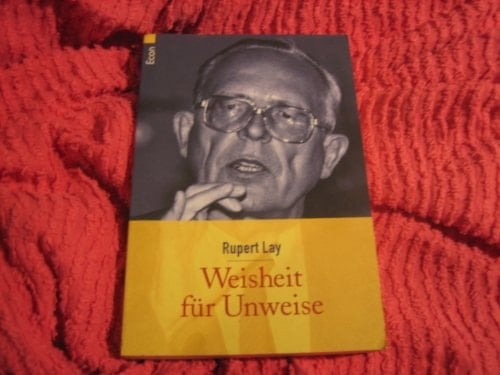 Econ
Rupert Lay
Weisheit
für Unweise